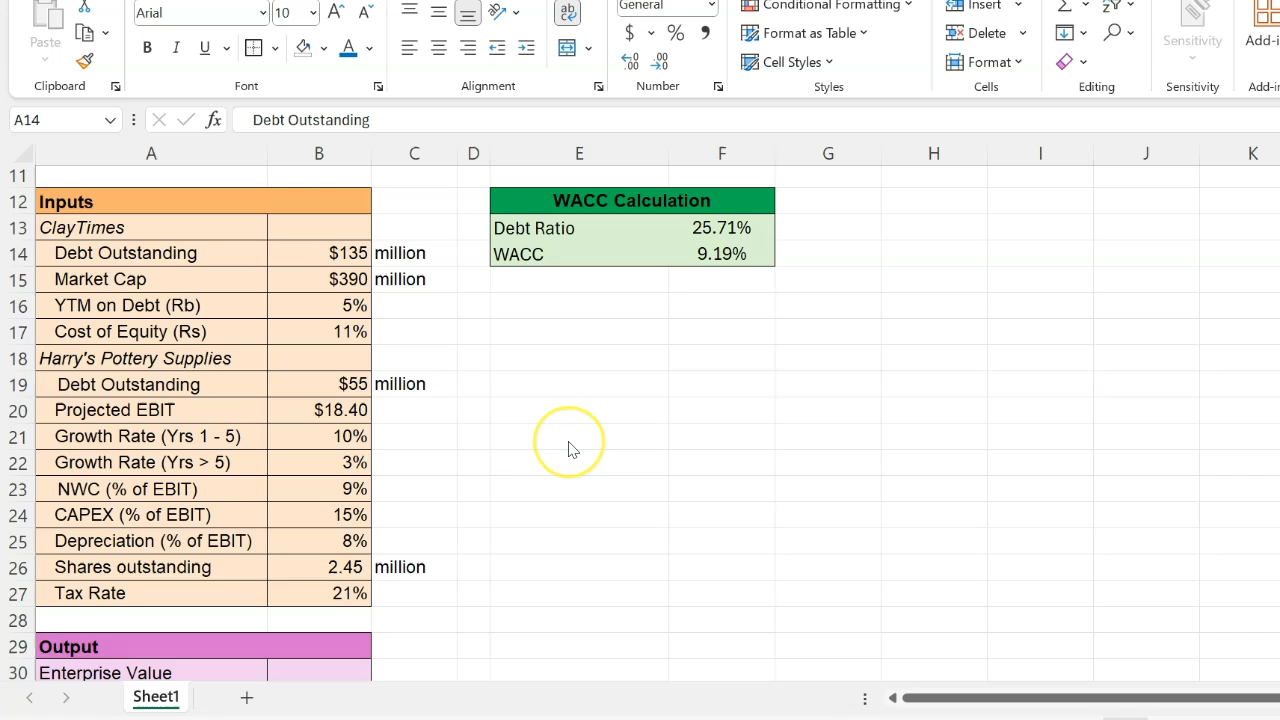 Arial 10 General Conditional Formatting Insert
Paste B I U $ % Format as Table Delete Sensitivity Add-in
Cell Styles Format
Clipboard Font Alignment Number Styles Cells Editing Sensitivity Add-in
A14 fx Debt Outstanding
A B C D E F G H I J K
11
12 Inputs WACC Calculation
13 ClayTimes Debt Ratio 25.71%
14 Debt Outstanding $135 million WACC 9.19%
15 Market Cap $390 million
16 YTM on Debt (Rb) 5%
17 Cost of Equity (Rs) 11%
18 Harry's Pottery Supplies
19 Debt Outstanding $55 million
20 Projected EBIT $18.40
21 Growth Rate (Yrs 1 - 5) 10%
22 Growth Rate (Yrs > 5) 3%
23 NWC (% of EBIT) 9%
24 CAPEX (% of EBIT) 15%
25 Depreciation (% of EBIT) 8%
26 Shares outstanding 2.45 million
27 Tax Rate 21%
28
29 Output
30 Enterprise Value
Sheet1